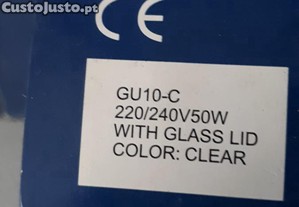 CustoJusto.pt
CE
GU10-C
220/240V50W
WITH GLASS LID
COLOR: CLEAR